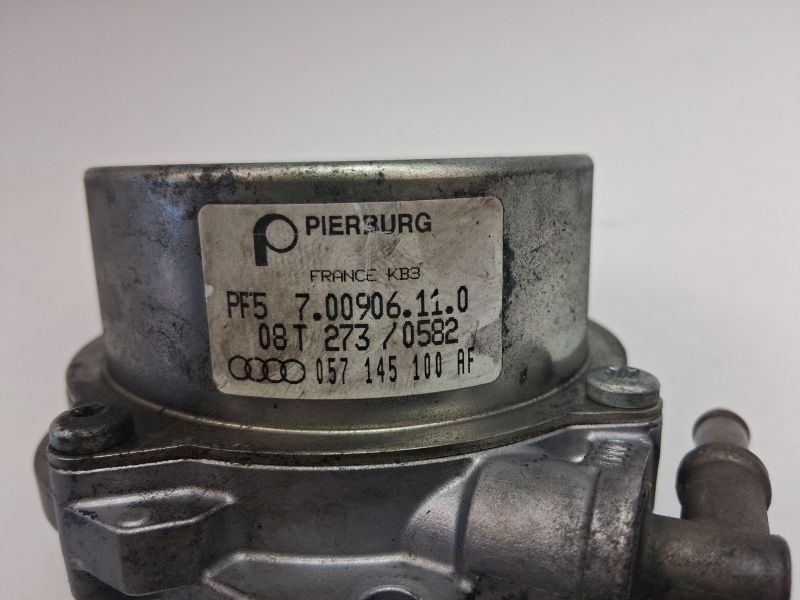 PIERBURG
FRANCE KB3
PF5 7.00906.11.0
08T 273/0582
057 145 100 AF